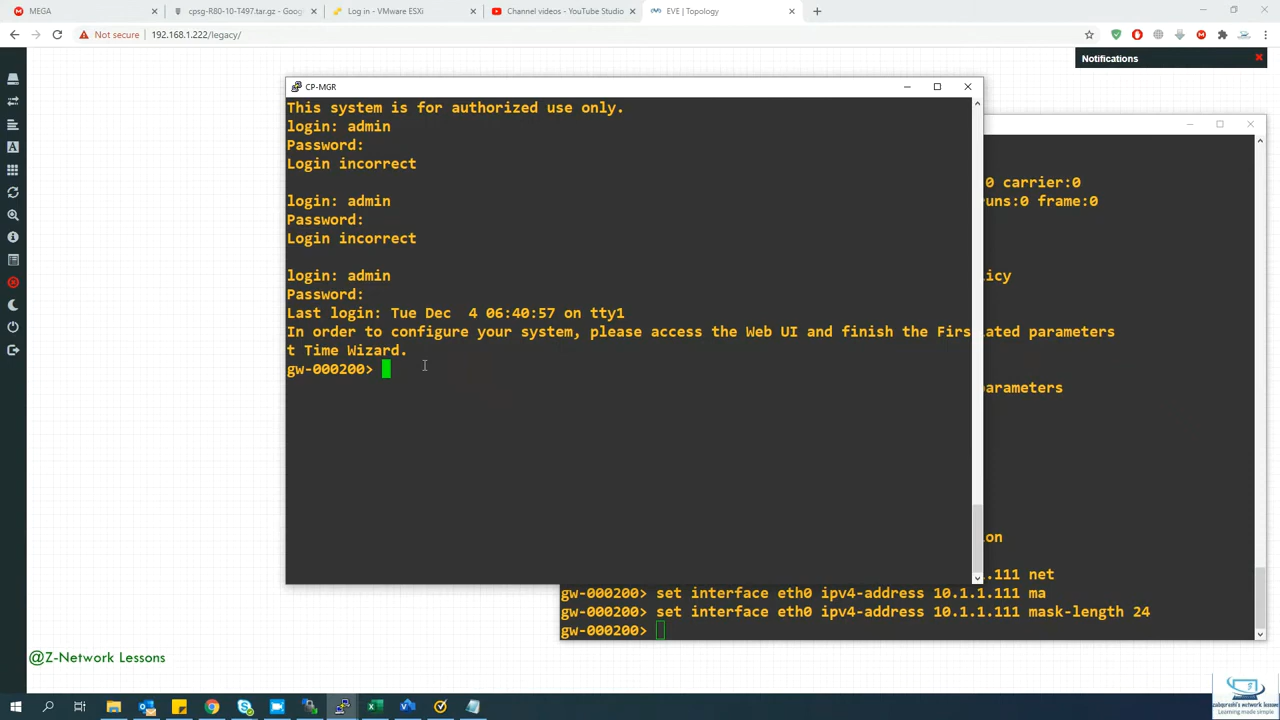 MEGA
cpsg-R80-10-T497.tar.gz - Googl
Log in - VMware ESXi
Channel videos - YouTube Studio
EVE | Topology
Not secure
192.168.1.222/legacy/
Notifications
CP-MGR
This system is for authorized use only.
login: admin
Password:
Login incorrect
login: admin
Password:
Login incorrect
login: admin
Password:
Last login: Tue Dec  4 06:40:57 on tty1
In order to configure your system, please access the Web UI and finish the Firs
t Time Wizard.
gw-000200>
0 carrier:0
runs:0 frame:0
icy
lated parameters
parameters
ion
.111 net
gw-000200> set interface eth0 ipv4-address 10.1.1.111 ma
gw-000200> set interface eth0 ipv4-address 10.1.1.111 mask-length 24
gw-000200>
@Z-Network Lessons
Learning made simple